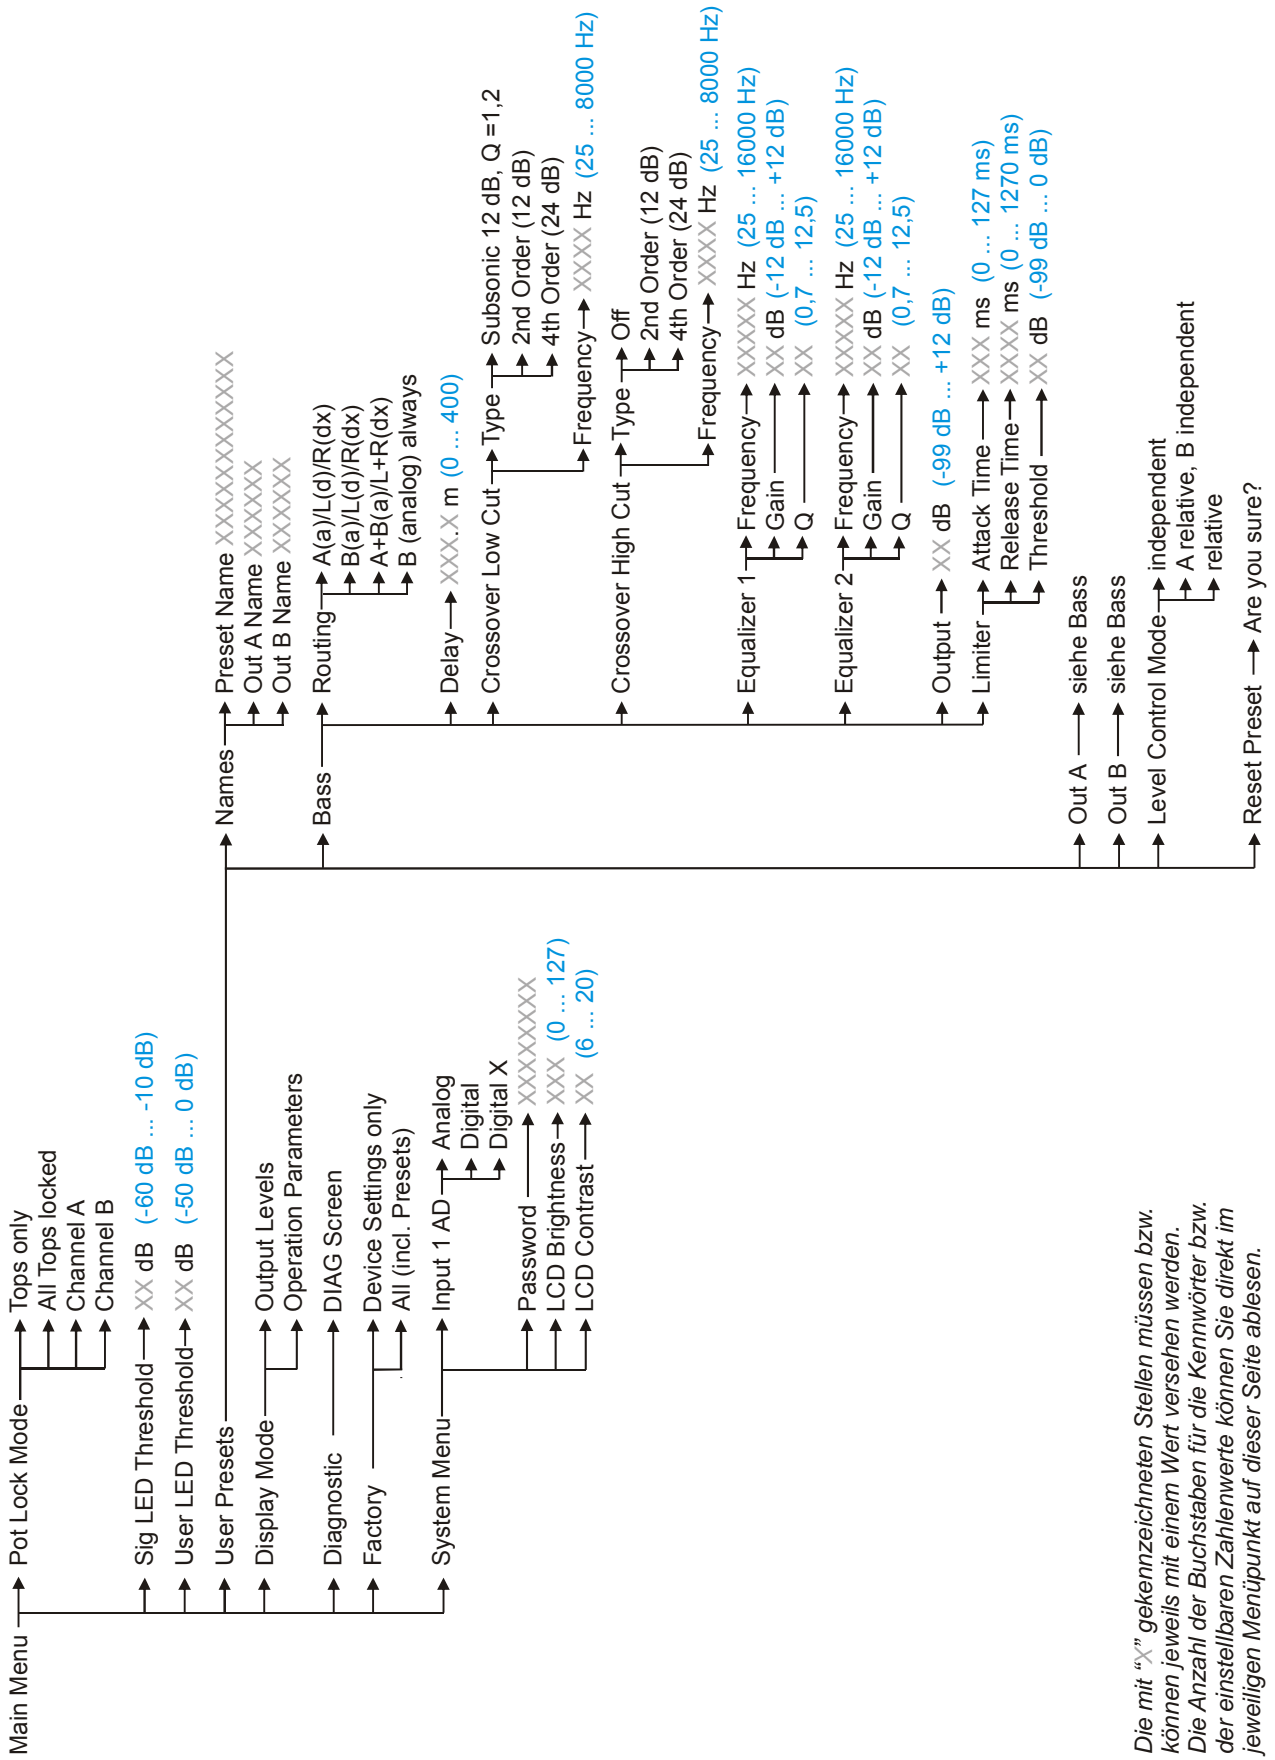 Main Menu
Pot Lock Mode
Tops only
All Tops locked
Channel A
Channel B
Sig LED Threshold XX dB (-60 dB ... -10 dB)
User LED Threshold XX dB (-50 dB ... 0 dB)
User Presets
Names
Preset Name XXXXXXXXXXXXXX
Out A Name XXXXXX
Out B Name XXXXXX
Bass
Routing
A(a)/L(d)/R(dx)
B(a)/L(d)/R(dx)
A+B(a)/L+R(dx)
B (analog) always
Delay XXX.X m (0 ... 400)
Crossover Low Cut
Type
Subsonic 12 dB, Q =1,2
2nd Order (12 dB)
4th Order (24 dB)
Frequency XXXX Hz (25 ... 8000 Hz)
Crossover High Cut
Type
Off
2nd Order (12 dB)
4th Order (24 dB)
Frequency XXXX Hz (25 ... 8000 Hz)
Equalizer 1
Frequency XXXXX Hz (25 ... 16000 Hz)
Gain XX dB (-12 dB ... +12 dB)
Q XX (0,7 ... 12,5)
Equalizer 2
Frequency XXXXX Hz (25 ... 16000 Hz)
Gain XX dB (-12 dB ... +12 dB)
Q XX (0,7 ... 12,5)
Output XX dB (-99 dB ... +12 dB)
Limiter
Attack Time XXX ms (0 ... 127 ms)
Release Time XXXX ms (0 ... 1270 ms)
Threshold XX dB (-99 dB ... 0 dB)
Out A siehe Bass
Out B siehe Bass
Level Control Mode
independent
A relative, B independent
relative
Reset Preset Are you sure?
Display Mode
Output Levels
Operation Parameters
Diagnostic DIAG Screen
Factory
Device Settings only
All (incl. Presets)
System Menu
Input 1 AD
Analog
Digital
Digital X
Password XXXXXXXX
LCD Brightness XXX (0 ... 127)
LCD Contrast XX (6 ... 20)
Die mit “X” gekennzeichneten Stellen müssen bzw.
können jeweils mit einem Wert versehen werden.
Die Anzahl der Buchstaben für die Kennwörter bzw.
der einstellbaren Zahlenwerte können Sie direkt im
jeweiligen Menüpunkt auf dieser Seite ablesen.